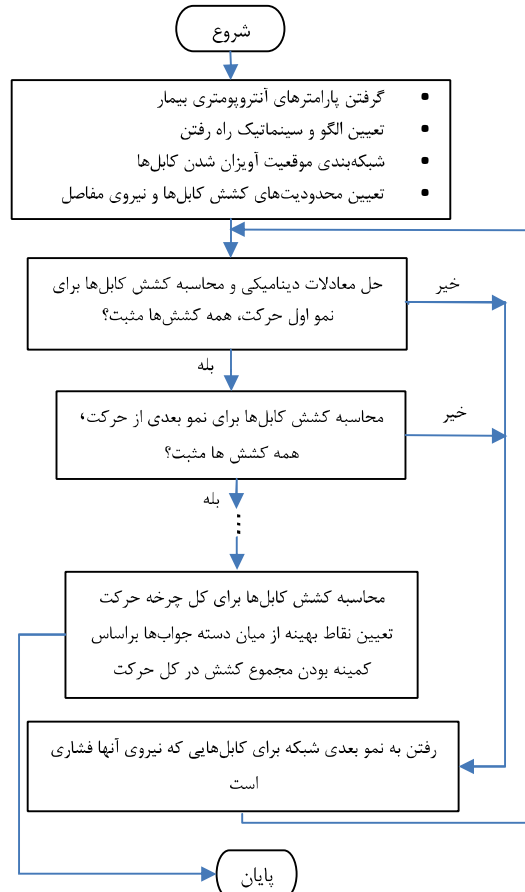 شروع
▪ گرفتن پارامترهای آنتروپومتری بیمار
▪ تعیین الگو و سینماتیک راه رفتن
▪ شبکه‌بندی موقعیت آویزان شدن کابل‌ها
▪ تعیین محدودیت‌های کشش کابل‌ها و نیروی مفاصل
حل معادلات دینامیکی و محاسبه کشش کابل‌ها برای
نمو اول حرکت، همه کشش‌ها مثبت؟
خیر
بله
محاسبه کشش کابل‌ها برای نمو بعدی از حرکت،
همه کشش ها مثبت؟
خیر
بله
...
محاسبه کشش کابل‌ها برای کل چرخه حرکت
تعیین نقاط بهینه از میان دسته جواب‌ها براساس
کمینه بودن مجموع کشش در کل حرکت
رفتن به نمو بعدی شبکه برای کابل‌هایی که نیروی آنها فشاری
است
پایان